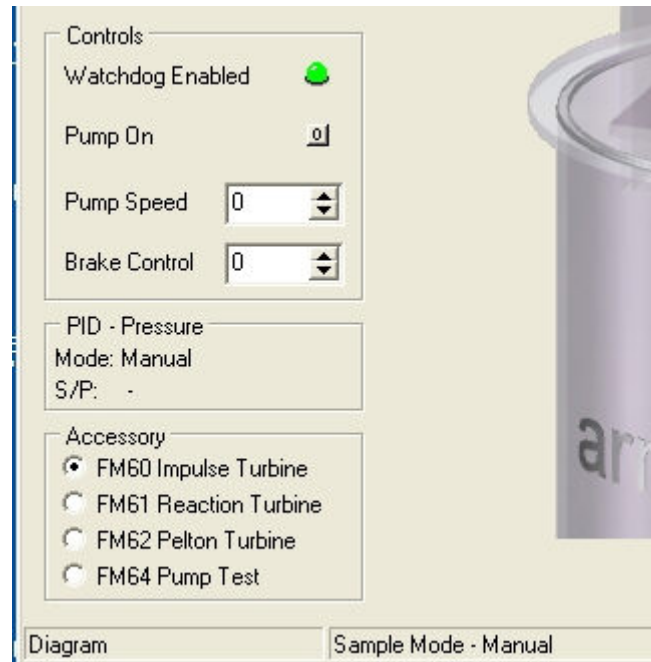 Controls
Watchdog Enabled
Pump On 0
Pump Speed 0
Brake Control 0
PID - Pressure
Mode: Manual
S/P: -
Accessory
FM60 Impulse Turbine
FM61 Reaction Turbine
FM62 Pelton Turbine
FM64 Pump Test
Diagram Sample Mode - Manual